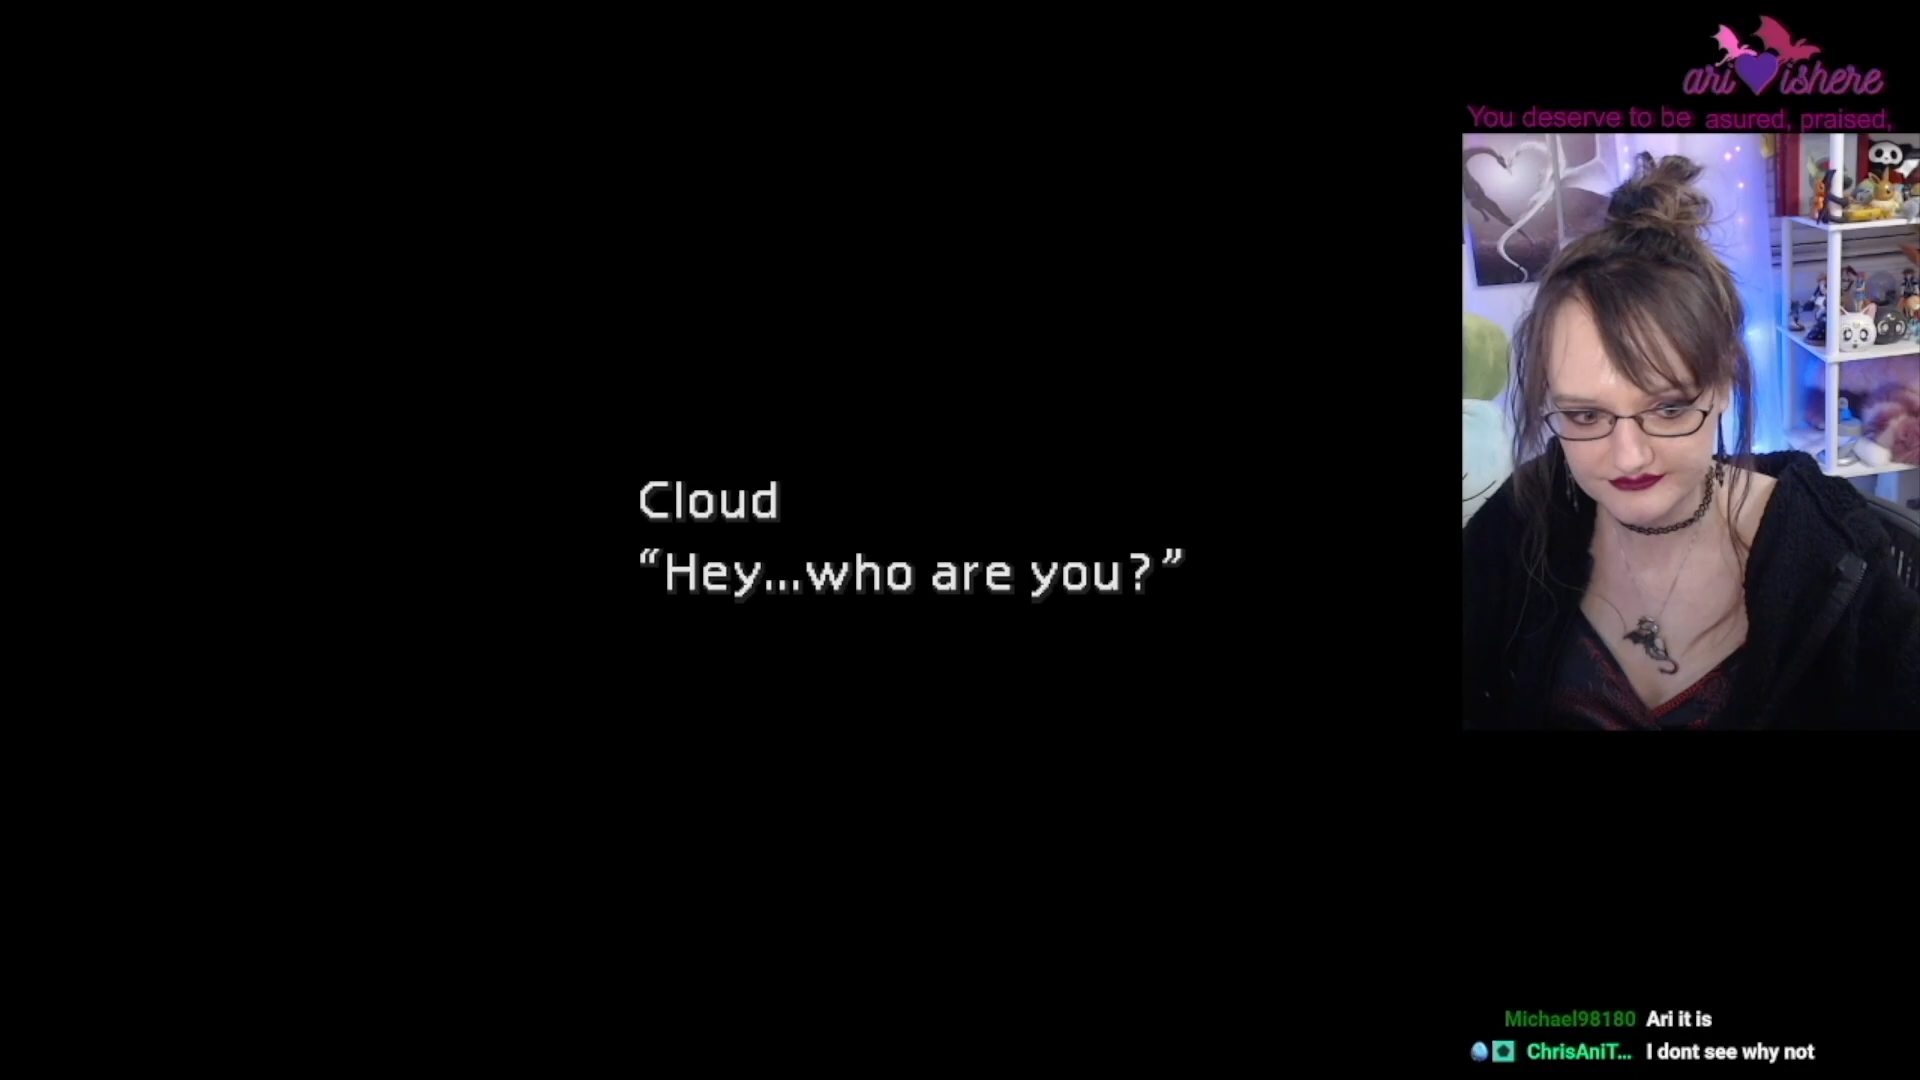 ari ishere
You deserve to be asured, praised,
Cloud
“Hey...who are you?”
Michael98180 Ari it is
ChrisAniT... I dont see why not